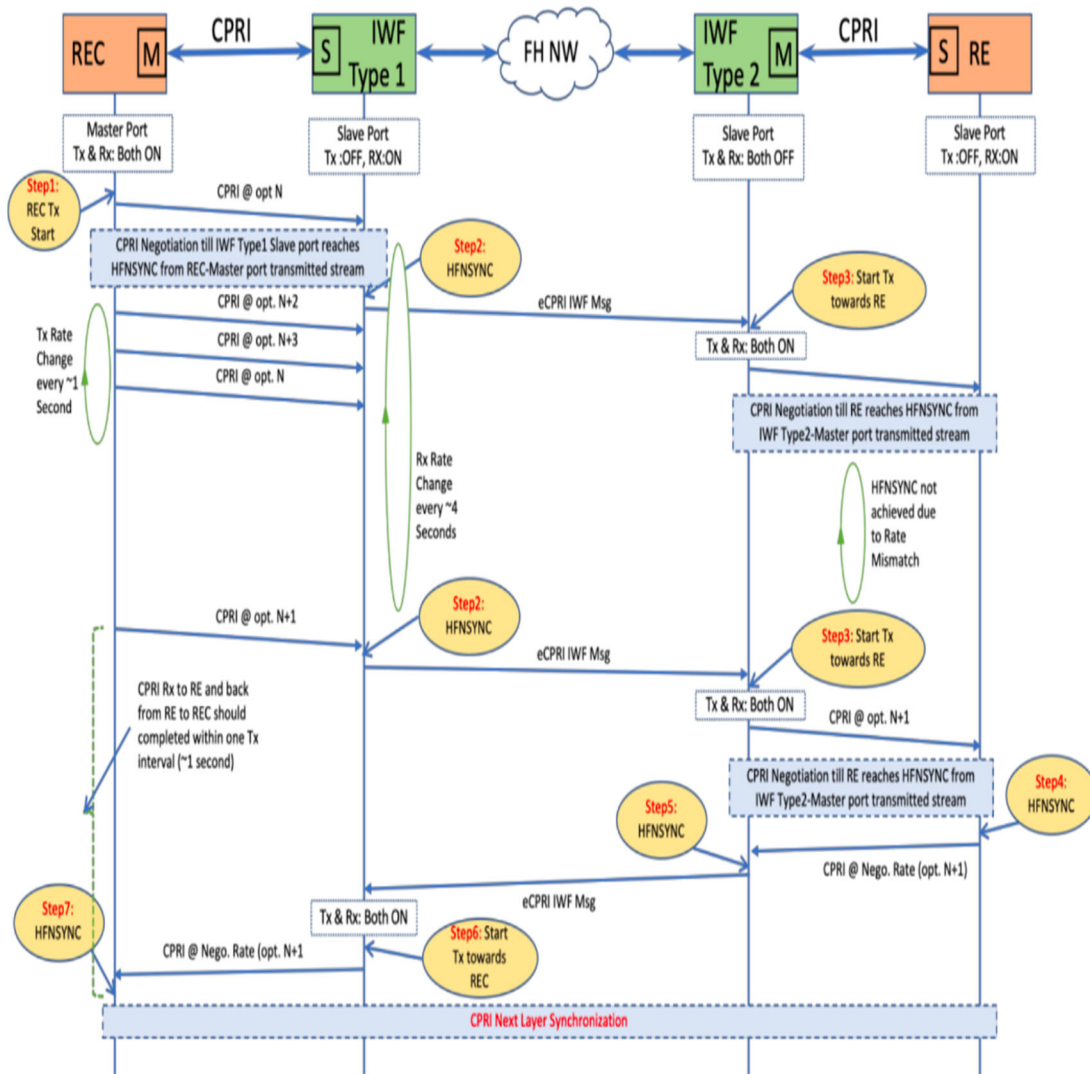 REC
M
CPRI
S
IWF
Type 1
FH NW
IWF
Type 2
M
CPRI
S
RE
Master Port
Tx & Rx: Both ON
Slave Port
Tx :OFF, RX:ON
Slave Port
Tx & Rx: Both OFF
Slave Port
Tx :OFF, RX:ON
Step1:
REC Tx
Start
CPRI @ opt N
CPRI Negotiation till IWF Type1 Slave port reaches
HFNSYNC from REC-Master port transmitted stream
Step2:
HFNSYNC
Step3: Start Tx
towards RE
CPRI @ opt. N+2
eCPRI IWF Msg
Tx Rate
Change
every ~1
Second
CPRI @ opt. N+3
Tx & Rx: Both ON
CPRI @ opt. N
CPRI Negotiation till RE reaches HFNSYNC from
IWF Type2-Master port transmitted stream
Rx Rate
Change
every ~4
Seconds
HFNSYNC not
achieved due
to Rate
Mismatch
CPRI @ opt. N+1
Step2:
HFNSYNC
eCPRI IWF Msg
Step3: Start Tx
towards RE
CPRI Rx to RE and back
from RE to REC should
completed within one Tx
interval (~1 second)
Tx & Rx: Both ON
CPRI @ opt. N+1
CPRI Negotiation till RE reaches HFNSYNC from
IWF Type2-Master port transmitted stream
Step4:
HFNSYNC
Step5:
HFNSYNC
CPRI @ Nego. Rate (opt. N+1)
eCPRI IWF Msg
Step7:
HFNSYNC
Tx & Rx: Both ON
CPRI @ Nego. Rate (opt. N+1
Step6: Start
Tx towards
REC
CPRI Next Layer Synchronization